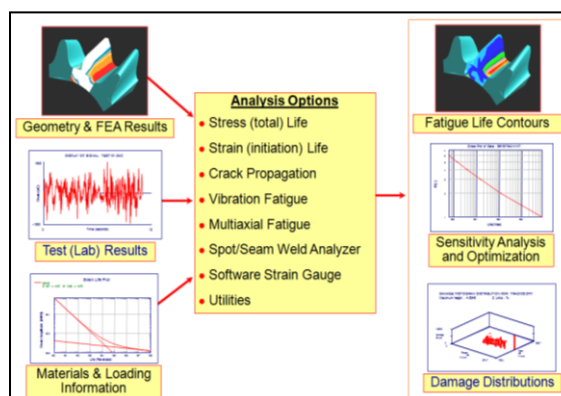 Geometry & FEA Results
Test (Lab) Results
Materials & Loading
Information
Analysis Options
Stress (total) Life
Strain (initiation) Life
Crack Propagation
Vibration Fatigue
Multiaxial Fatigue
Spot/Seam Weld Analyzer
Software Strain Gauge
Utilities
Fatigue Life Contours
Sensitivity Analysis
and Optimization
Damage Distributions